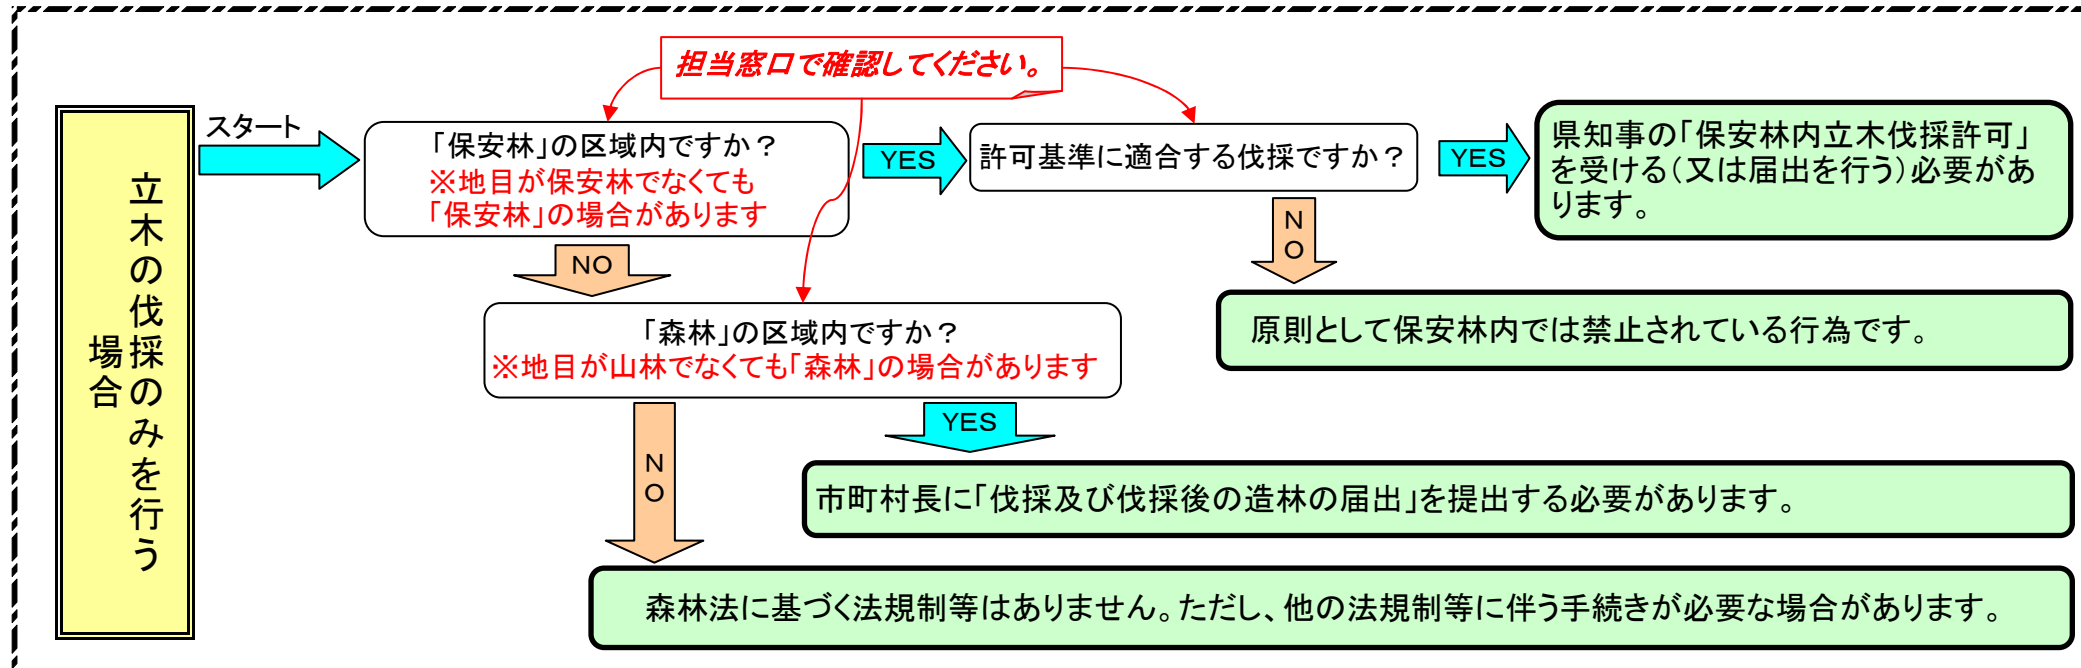 担当窓口で確認してください。
立木の伐採のみを行う
場合
スタート
「保安林」の区域内ですか？
※地目が保安林でなくても
「保安林」の場合があります
YES
許可基準に適合する伐採ですか？
YES
県知事の「保安林内立木伐採許可」
を受ける（又は届出を行う）必要があ
ります。
NO
NO
原則として保安林内では禁止されている行為です。
「森林」の区域内ですか？
※地目が山林でなくても「森林」の場合があります
YES
市町村長に「伐採及び伐採後の造林の届出」を提出する必要があります。
NO
森林法に基づく法規制等はありません。ただし、他の法規制等に伴う手続きが必要な場合があります。